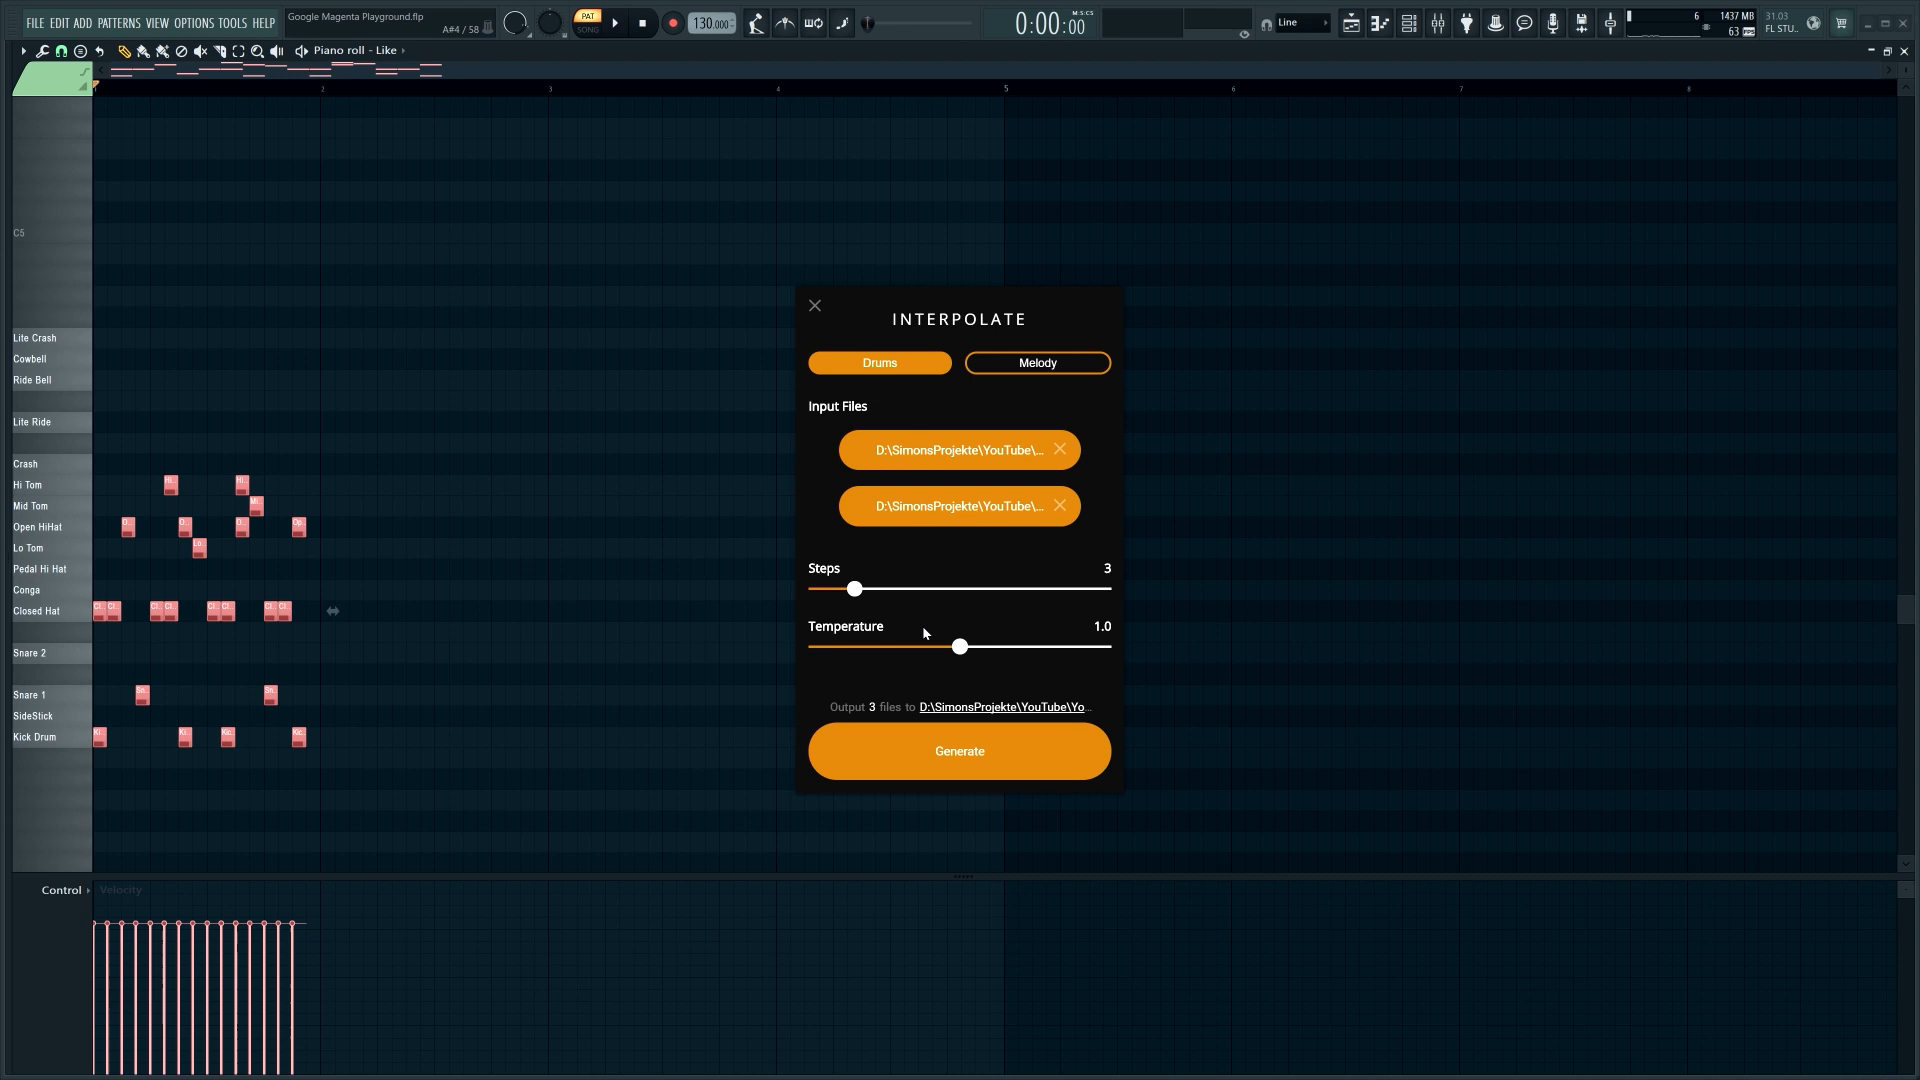 FILE EDIT ADD PATTERNS VIEW OPTIONS TOOLS HELP
Google Magenta Playground.flp
A#4 / 58
PAT
SONG
130.000
0:00:00
M:S:CS
Line
6
1437 MB
63
31.03
FL STU..
Piano roll - Like
2
3
4
5
6
7
8
C5
Lite Crash
Cowbell
Ride Bell
Lite Ride
Crash
Hi Tom
Mid Tom
Open HiHat
Lo Tom
Pedal Hi Hat
Conga
Closed Hat
Snare 2
Snare 1
SideStick
Kick Drum
INTERPOLATE
Drums
Melody
Input Files
D:\SimonsProjekte\YouTube\...
D:\SimonsProjekte\YouTube\...
Steps
3
Temperature
1.0
Output 3 files to D:\SimonsProjekte\YouTube\Yo...
Generate
Control
Velocity